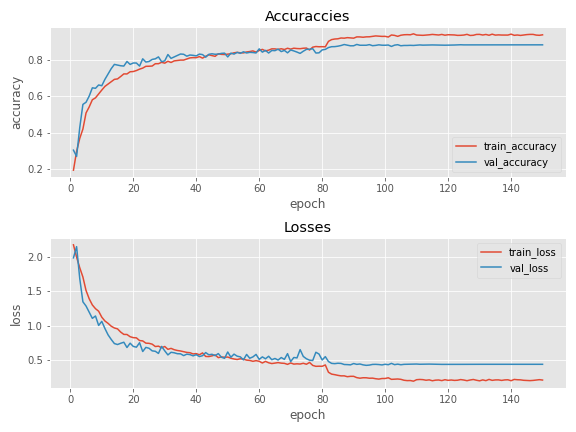 Accuraccies
0.8
0.6
0.4
0.2
accuracy
train_accuracy
val_accuracy
0 20 40 60 80 100 120 140
epoch
Losses
2.0
1.5
1.0
0.5
loss
train_loss
val_loss
0 20 40 60 80 100 120 140
epoch